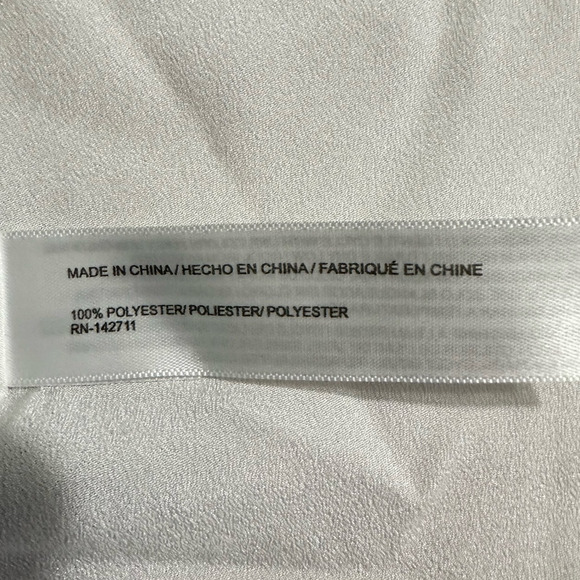 MADE IN CHINA/HECHO EN CHINA/FABRIQUÉ EN CHINE
100% POLYESTER/POLIESTER/POLYESTER
RN-142711